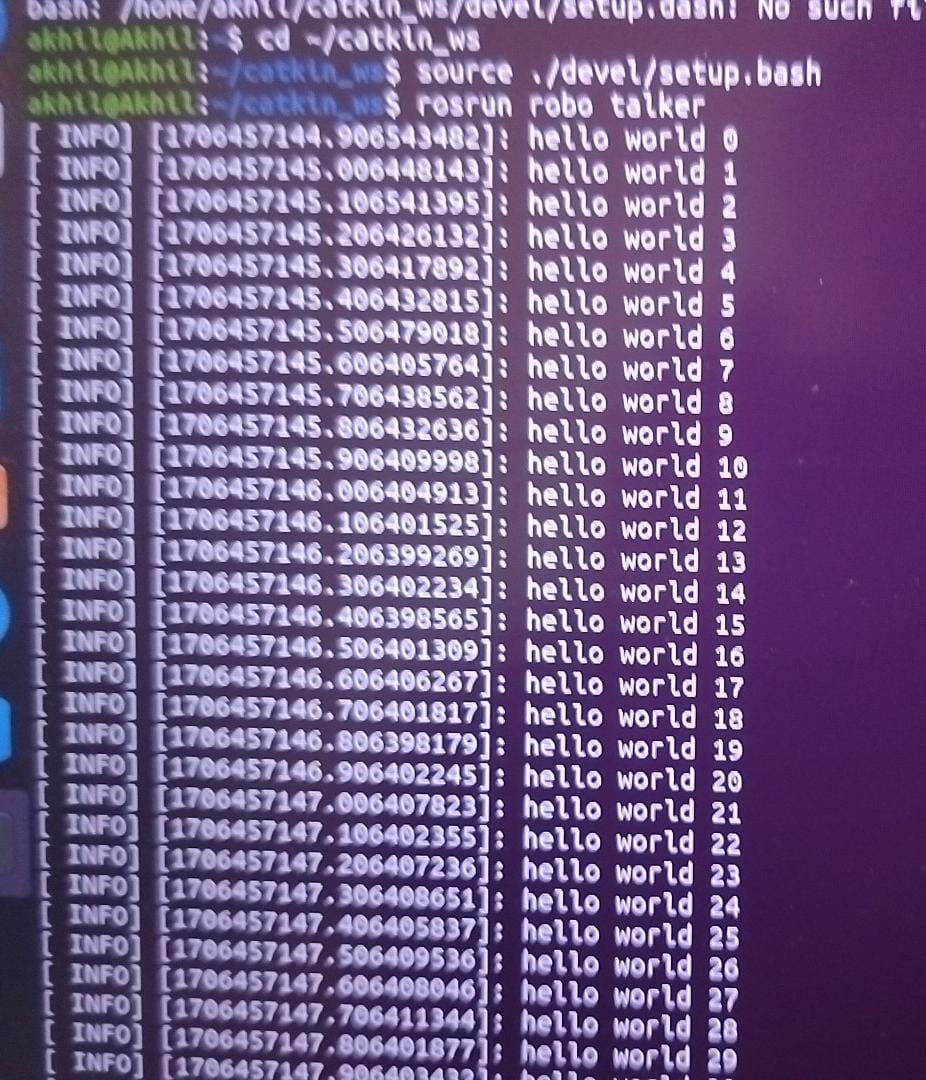 bash: /home/akhil/catkin_ws/devel/setup.dash: No such fi
akhil@Akhil:~$ cd ~/catkin_ws
akhil@Akhil:~/catkin_ws$ source ./devel/setup.bash
akhil@Akhil:~/catkin_ws$ rosrun robo talker
[ INFO] [1706457144.906543482]: hello world 0
[ INFO] [1706457145.006448143]: hello world 1
[ INFO] [1706457145.106541395]: hello world 2
[ INFO] [1706457145.206426132]: hello world 3
[ INFO] [1706457145.306417892]: hello world 4
[ INFO] [1706457145.406432815]: hello world 5
[ INFO] [1706457145.506479018]: hello world 6
[ INFO] [1706457145.606405764]: hello world 7
[ INFO] [1706457145.706438562]: hello world 8
[ INFO] [1706457145.806432636]: hello world 9
[ INFO] [1706457145.906409998]: hello world 10
[ INFO] [1706457146.006404913]: hello world 11
[ INFO] [1706457146.106401525]: hello world 12
[ INFO] [1706457146.206399269]: hello world 13
[ INFO] [1706457146.306402234]: hello world 14
[ INFO] [1706457146.406398565]: hello world 15
[ INFO] [1706457146.506401309]: hello world 16
[ INFO] [1706457146.606406267]: hello world 17
[ INFO] [1706457146.706401817]: hello world 18
[ INFO] [1706457146.806398179]: hello world 19
[ INFO] [1706457146.906402245]: hello world 20
[ INFO] [1706457147.006407823]: hello world 21
[ INFO] [1706457147.106402355]: hello world 22
[ INFO] [1706457147.206407236]: hello world 23
[ INFO] [1706457147.306408651]: hello world 24
[ INFO] [1706457147.406405837]: hello world 25
[ INFO] [1706457147.506409536]: hello world 26
[ INFO] [1706457147.606408046]: hello world 27
[ INFO] [1706457147.706411344]: hello world 28
[ INFO] [1706457147.806401877]: hello world 29
[ INFO] [1706457147.906403432]: hello world